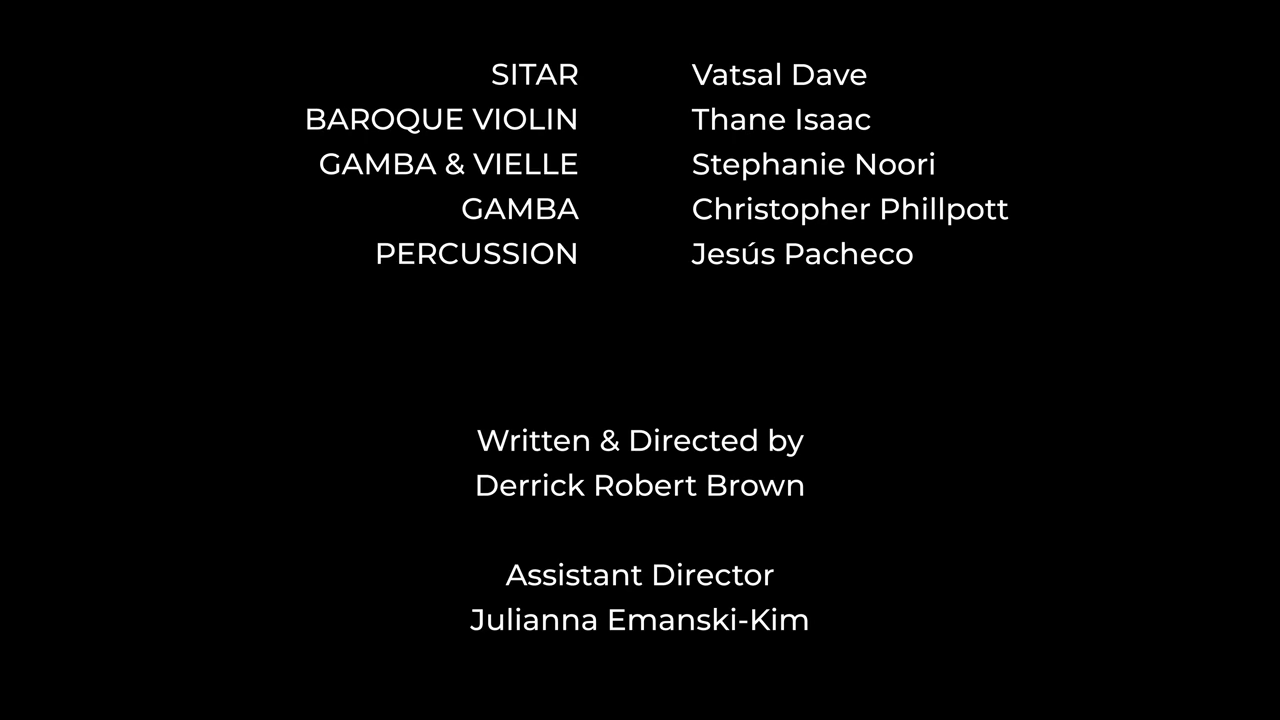 SITAR Vatsal Dave
BAROQUE VIOLIN Thane Isaac
GAMBA & VIELLE Stephanie Noori
GAMBA Christopher Phillpott
PERCUSSION Jesús Pacheco
Written & Directed by
Derrick Robert Brown
Assistant Director
Julianna Emanski-Kim